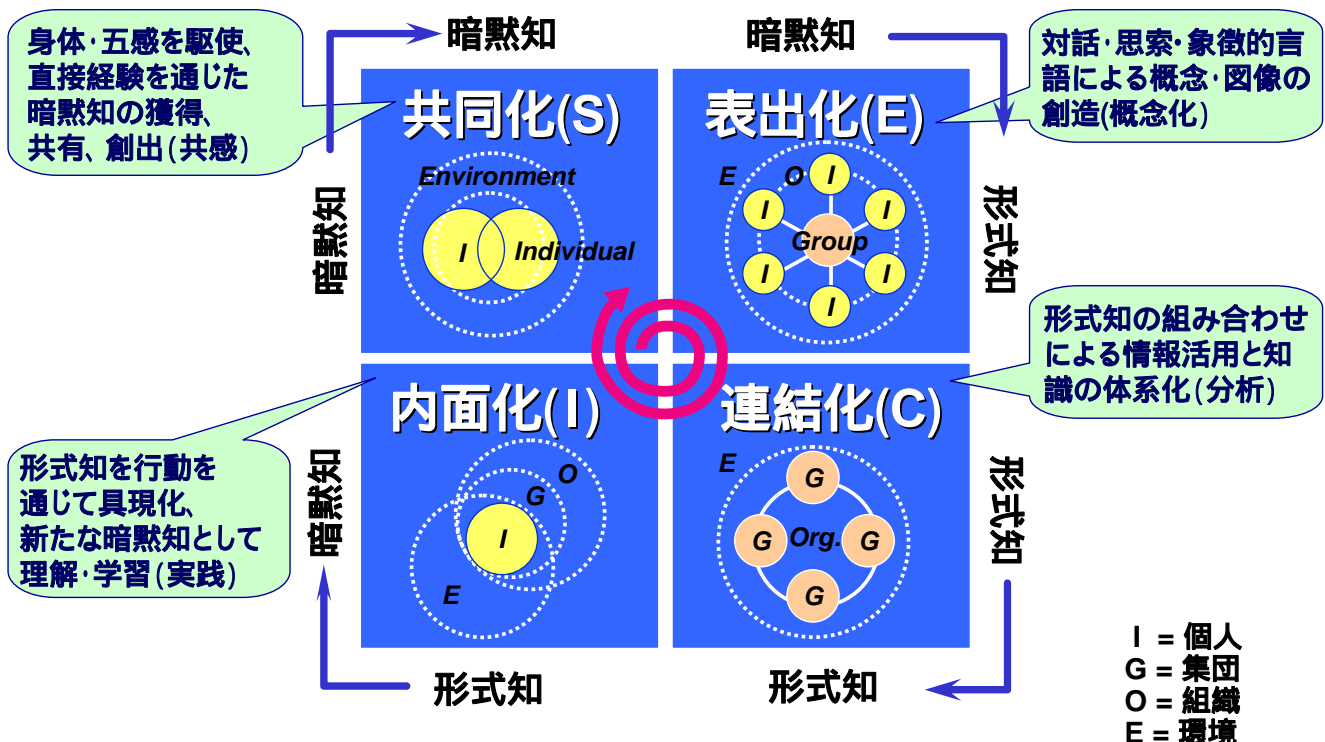 身体・五感を駆使、
直接経験を通じた
暗黙知の獲得、
共有、創出(共感)
暗黙知
暗黙知
対話・思索・象徴的言
語による概念・図像の
創造(概念化)
暗黙知
共同化(S)
Environment
I
Individual
表出化(E)
E
O
I
I
I
Group
I
I
I
形式知
形式知の組み合わせ
による情報活用と知
識の体系化(分析)
形式知を行動を
通じて具現化、
新たな暗黙知として
理解・学習(実践)
暗黙知
内面化(I)
O
G
I
E
連結化(C)
E
G
G
Org.
G
G
形式知
形式知
形式知
I = 個人
G = 集団
O = 組織
E = 環境